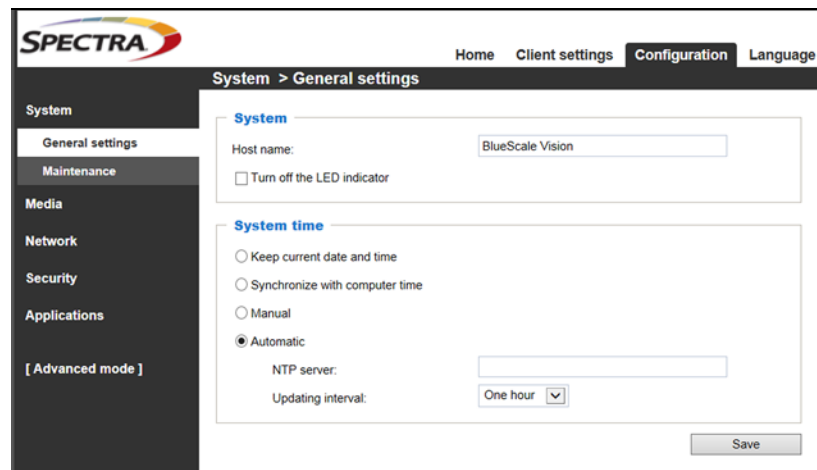 SPECTRA
Home Client settings Configuration Language
System > General settings
System
General settings
Maintenance
Media
Network
Security
Applications
[ Advanced mode ]
System
Host name: BlueScale Vision
Turn off the LED indicator
System time
Keep current date and time
Synchronize with computer time
Manual
Automatic
NTP server:
Updating interval: One hour
Save